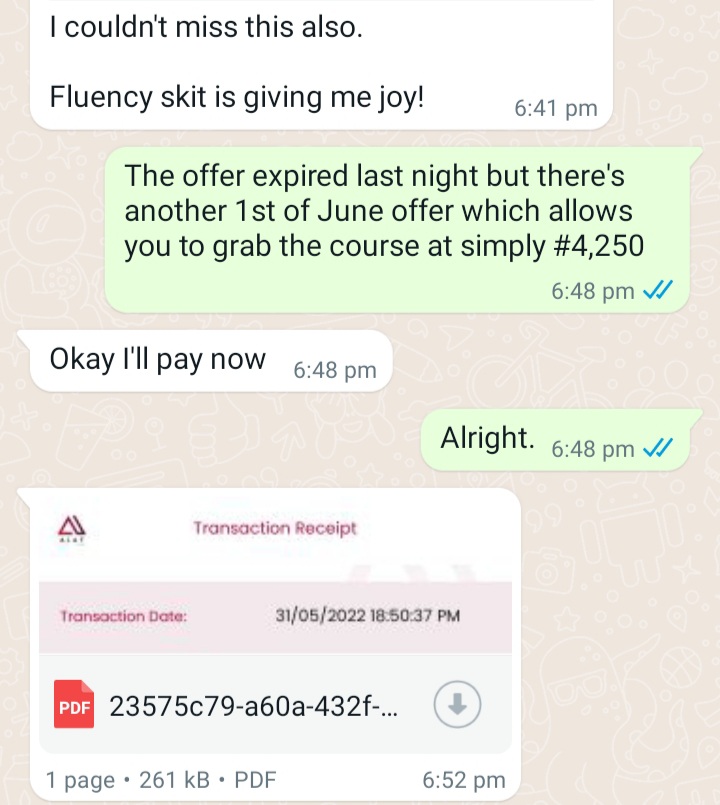 I couldn't miss this also.
Fluency skit is giving me joy!
6:41 pm
The offer expired last night but there's
another 1st of June offer which allows
you to grab the course at simply #4,250
6:48 pm
Okay I'll pay now 6:48 pm
Alright. 6:48 pm
ALAT
Transaction Receipt
Transaction Date: 31/05/2022 18:50:37 PM
PDF 23575c79-a60a-432f-...
1 page • 261 kB • PDF 6:52 pm